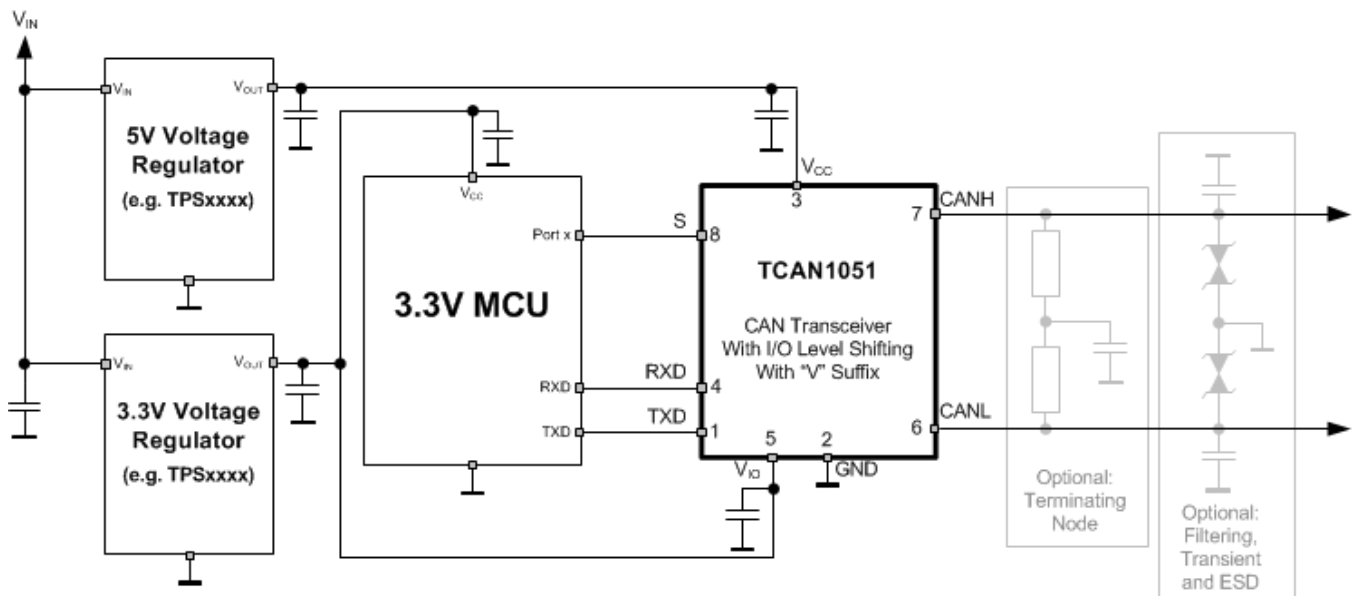 VIN
VIN
VOUT
5V Voltage
Regulator
(e.g. TPSxxxx)
VIN
VOUT
3.3V Voltage
Regulator
(e.g. TPSxxxx)
VCC
Port x
3.3V MCU
RXD
TXD
S
RXD
TXD
VCC
3
8
7
CANH
TCAN1051
CAN Transceiver
With I/O Level Shifting
With "V" Suffix
4
1
5
2
6
CANL
VIO
GND
Optional:
Terminating
Node
Optional:
Filtering,
Transient
and ESD